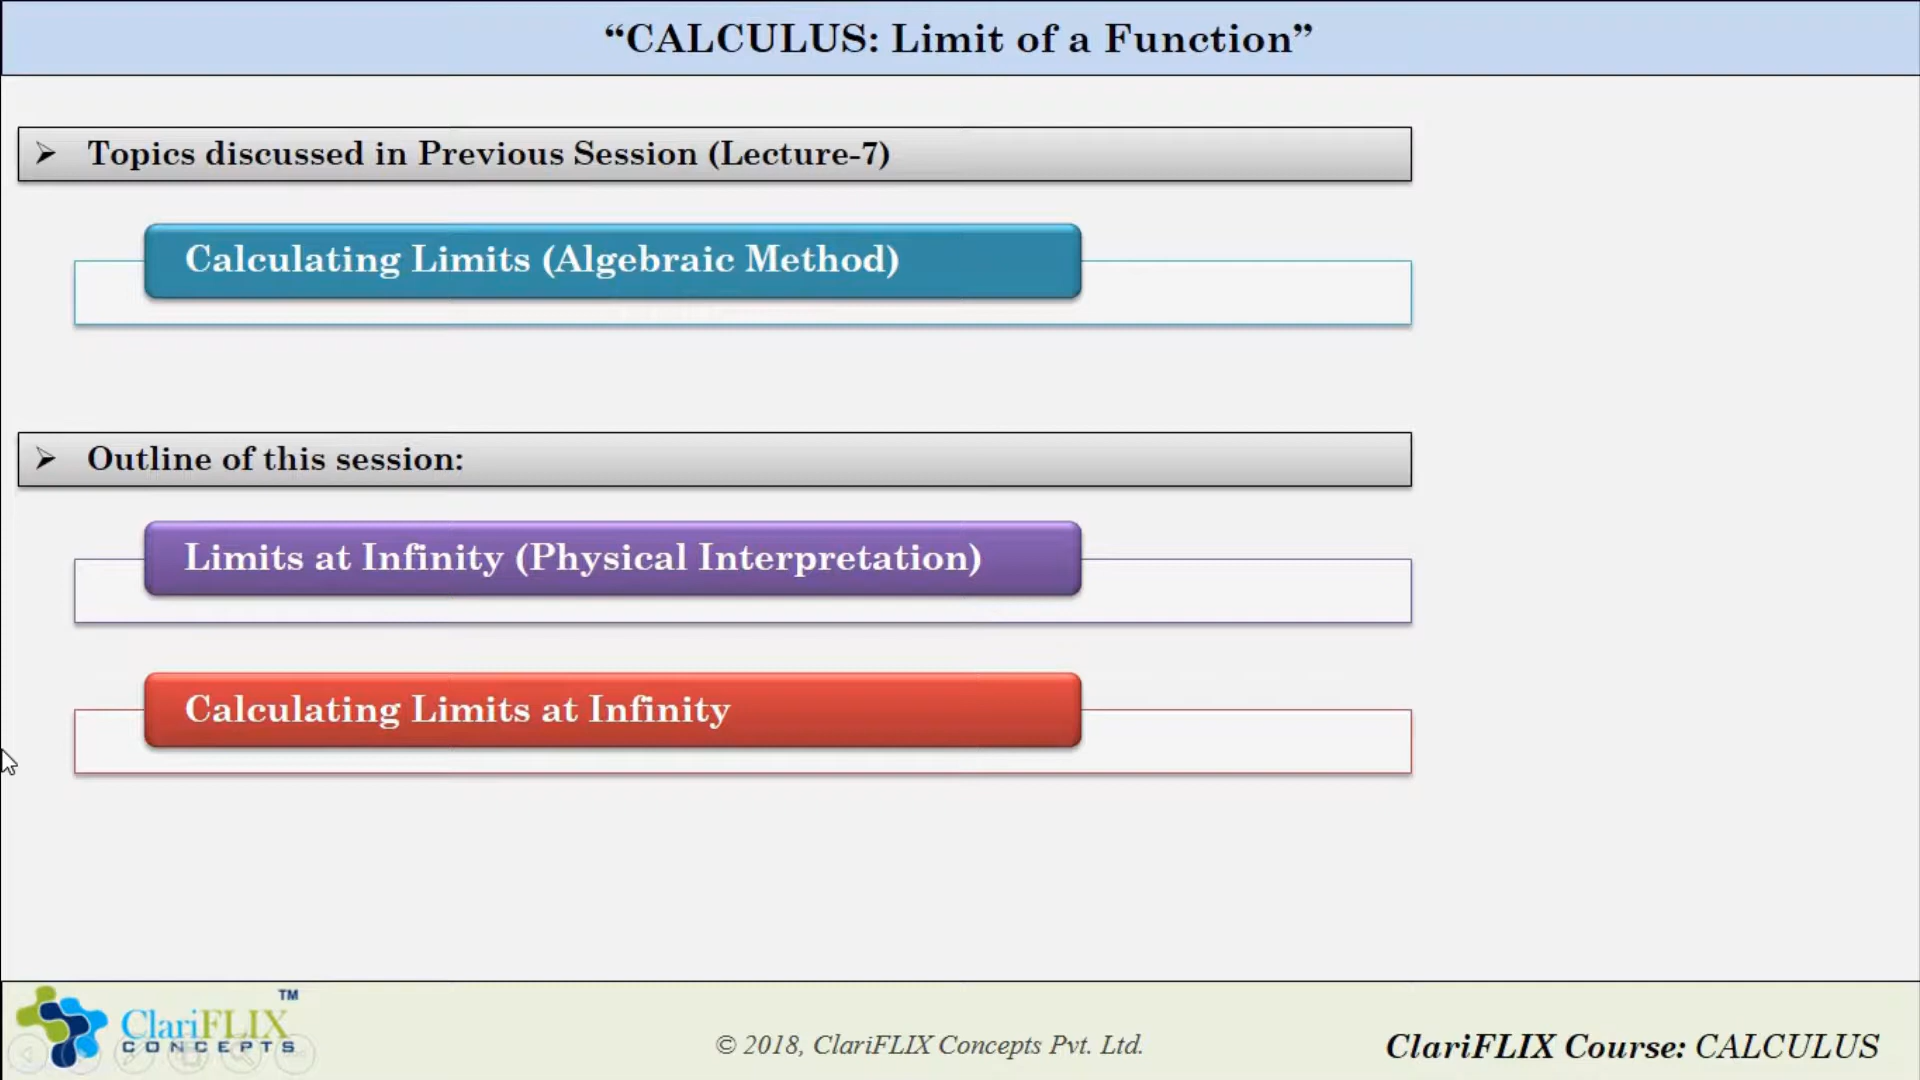 “CALCULUS: Limit of a Function”
Topics discussed in Previous Session (Lecture-7)
Calculating Limits (Algebraic Method)
Outline of this session:
Limits at Infinity (Physical Interpretation)
Calculating Limits at Infinity
ClariFLIX TM
CONCEPTS
© 2018, ClariFLIX Concepts Pvt. Ltd.
ClariFLIX Course: CALCULUS